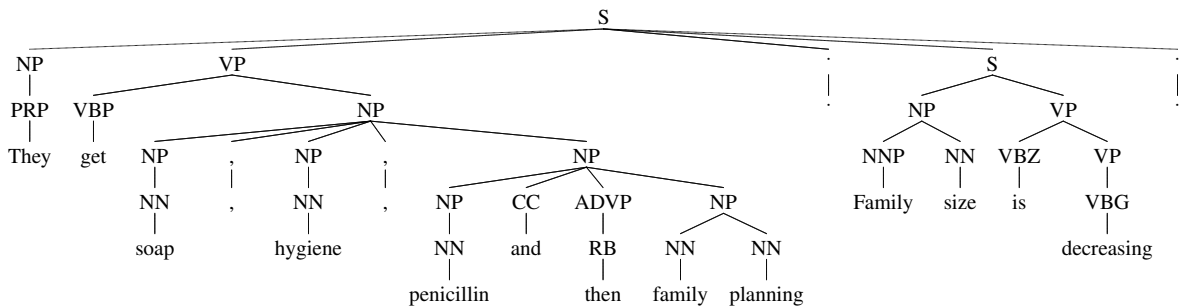 S
NP VP . S .
PRP VBP NP . NP VP .
They get NP , NP , NP NNP NN VBZ VP
NN , NN , NP CC ADVP NP Family size is VBG
soap hygiene NN and RB NN NN decreasing
penicillin then family planning